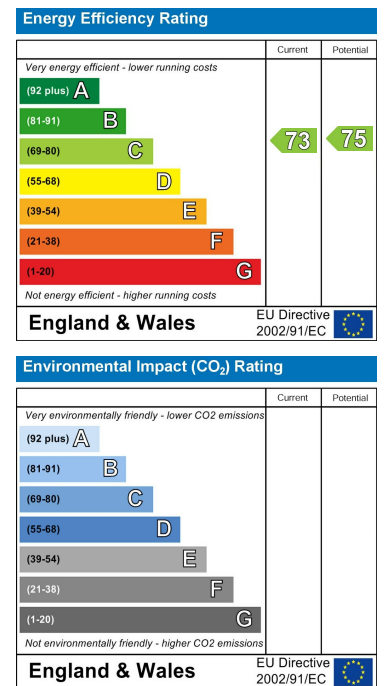 Energy Efficiency Rating
Current Potential
Very energy efficient - lower running costs
(92 plus) A
(81-91) B
(69-80) C 73 75
(55-68) D
(39-54) E
(21-38) F
(1-20) G
Not energy efficient - higher running costs
England & Wales EU Directive 2002/91/EC
Environmental Impact (CO₂) Rating
Current Potential
Very environmentally friendly - lower CO2 emissions
(92 plus) A
(81-91) B
(69-80) C
(55-68) D
(39-54) E
(21-38) F
(1-20) G
Not environmentally friendly - higher CO2 emissions
England & Wales EU Directive 2002/91/EC